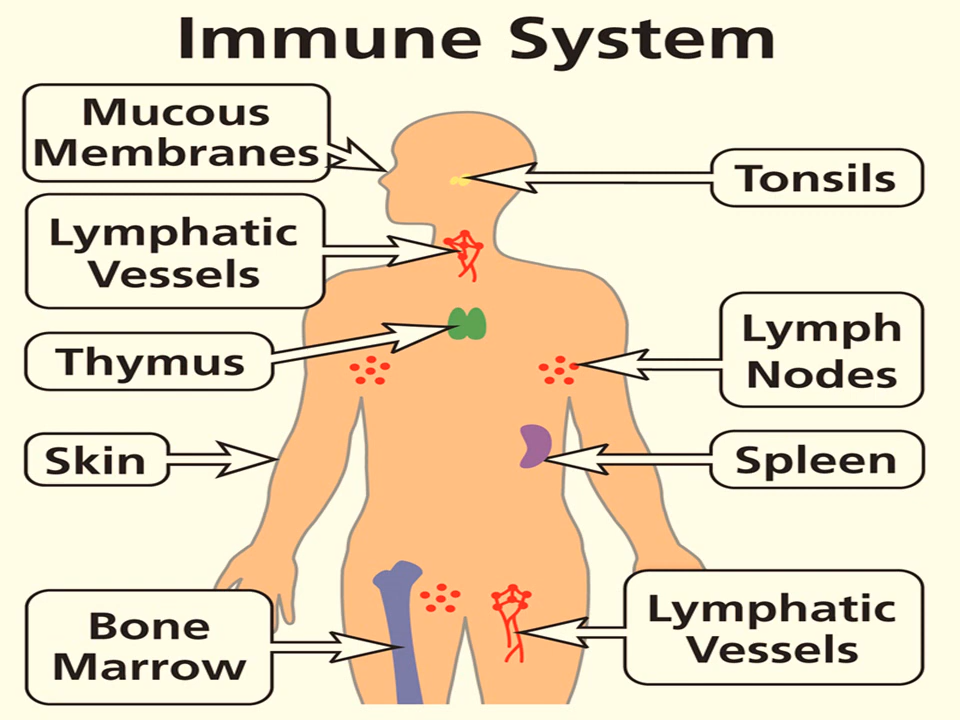 Immune System
Mucous
Membranes
Tonsils
Lymphatic
Vessels
Thymus
Lymph
Nodes
Skin
Spleen
Bone
Marrow
Lymphatic
Vessels